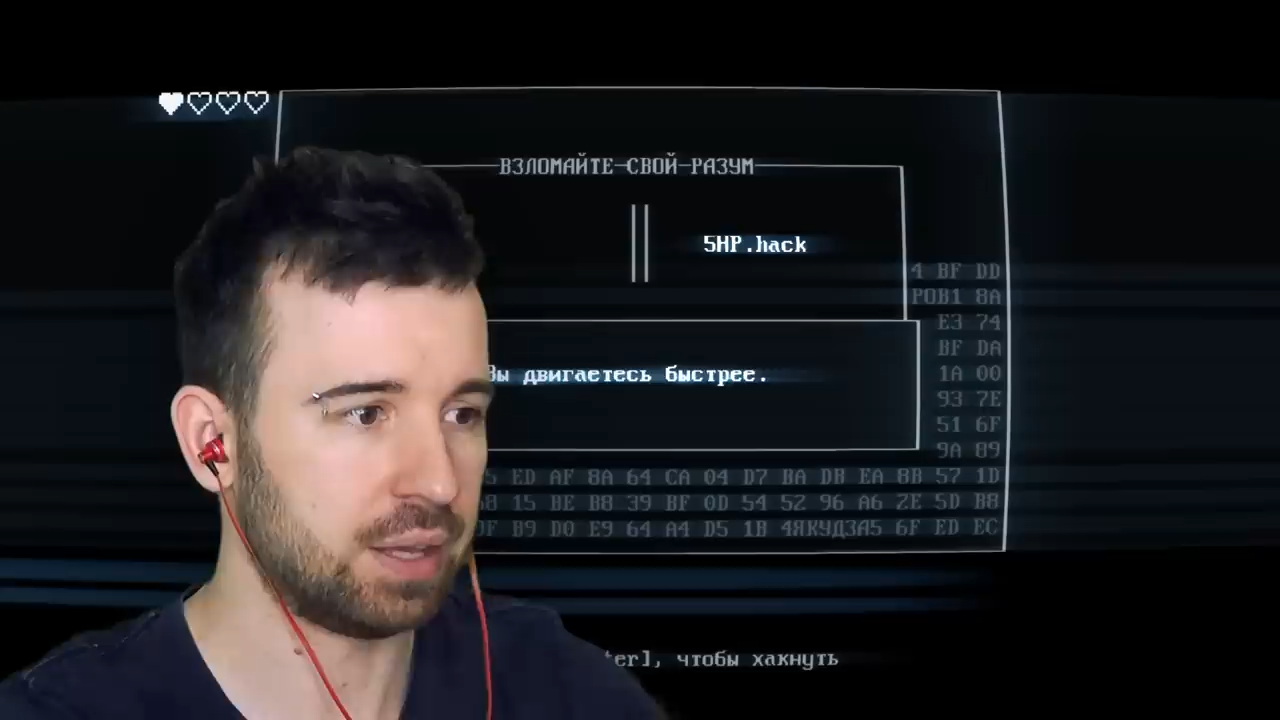 ВЗЛОМАЙТЕ СВОЙ РАЗУМ
5HP.hack
4 BF DD
РОВ1 8A
E3 74
BF DA
1A 00
93 7E
51 6F
9A 89
Вы двигаетесь быстрее.
ED AF 8A 64 CA 04 D7 BA DB EA 8B 57 1D
15 BE B8 39 BF 0D 54 52 96 A6 2E 5D B8
B9 D0 E9 64 A4 D5 1B 4ЯКУДЗА5 6F ED EC
ter], чтобы хакнуть